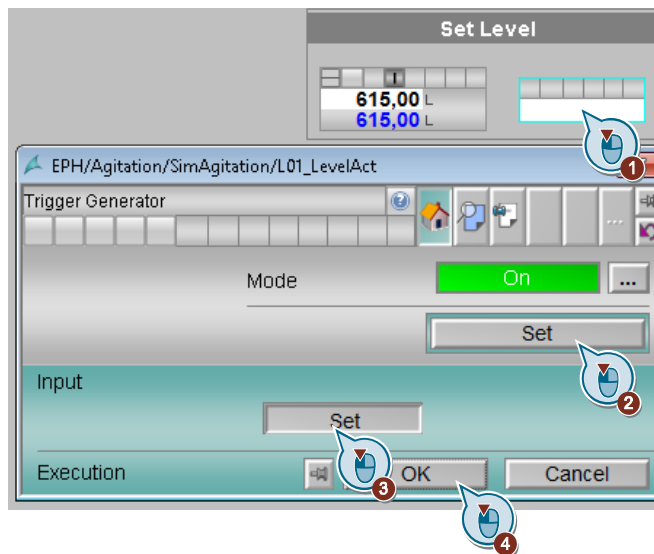 Set Level
I
615,00 L
615,00 L
1
EPH/Agitation/SimAgitation/L01_LevelAct
Trigger Generator
?
...
Mode
On
...
Set
2
Input
Set
3
Execution
OK
Cancel
4